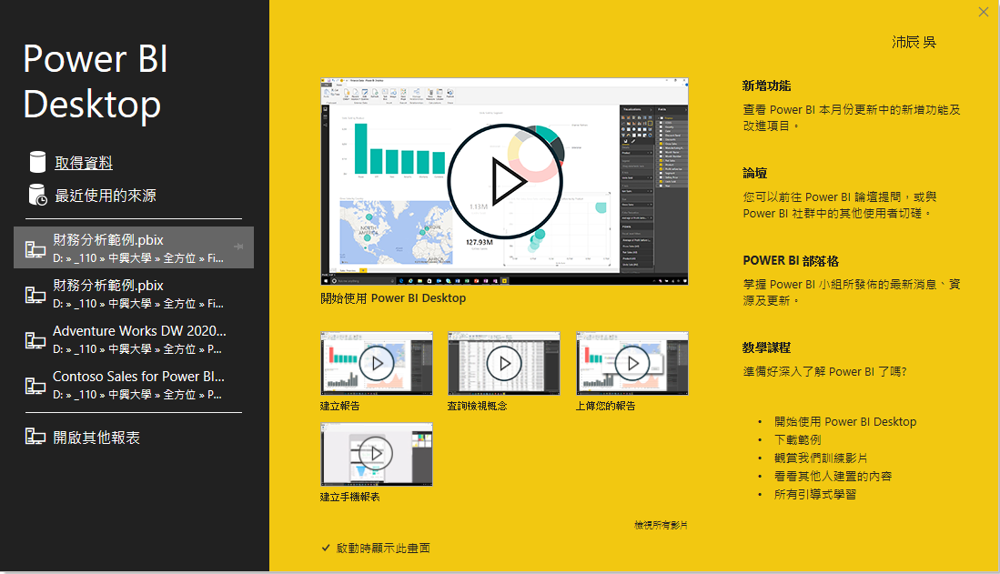 沛辰 吳
Power BI
Desktop
取得資料
最近使用的來源
財務分析範例.pbix
D: » _110 » 中興大學 » 全方位 » Fi...
財務分析範例.pbix
D: » _110 » 中興大學 » 全方位 » Fi...
Adventure Works DW 2020...
D: » _110 » 中興大學 » 全方位 » P...
Contoso Sales for Power BI...
D: » _110 » 中興大學 » 全方位 » P...
開啟其他報表
1.13M
127.93M
NORTH
AMERICA
開始使用 Power BI Desktop
建立報告
查詢檢視概念
上傳您的報告
建立手機報表
檢視所有影片
啟動時顯示此畫面
新增功能
查看 Power BI 本月份更新中的新增功能及
改進項目。
論壇
您可以前往 Power BI 論壇提問，或與
Power BI 社群中的其他使用者切磋。
POWER BI 部落格
掌握 Power BI 小組所發佈的最新消息、資
源及更新。
教學課程
準備好深入了解 Power BI 了嗎?
• 開始使用 Power BI Desktop
• 下載範例
• 觀賞我們訓練影片
• 看看其他人建置的內容
• 所有引導式學習